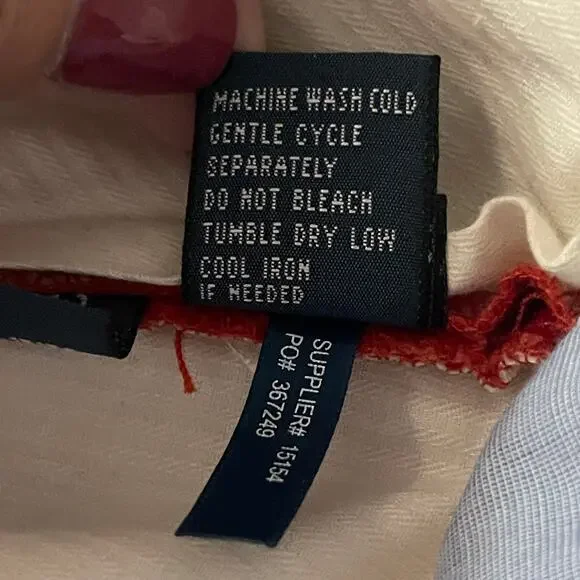 MACHINE WASH COLD
GENTLE CYCLE
SEPARATELY
DO NOT BLEACH
TUMBLE DRY LOW
COOL IRON
IF NEEDED
SUPPLIER# 15154
PO# 367249